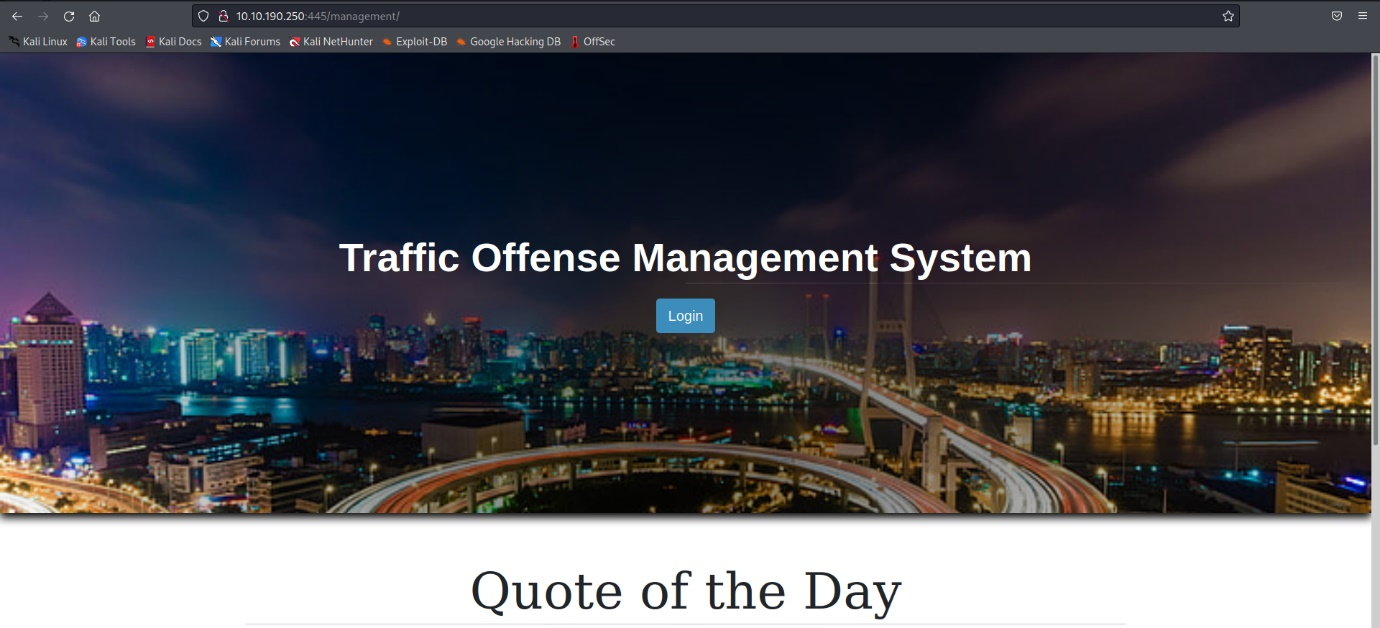 10.10.190.250:445/management/
Kali Linux Kali Tools Kali Docs Kali Forums Kali NetHunter Exploit-DB Google Hacking DB OffSec
Traffic Offense Management System
Login
Quote of the Day